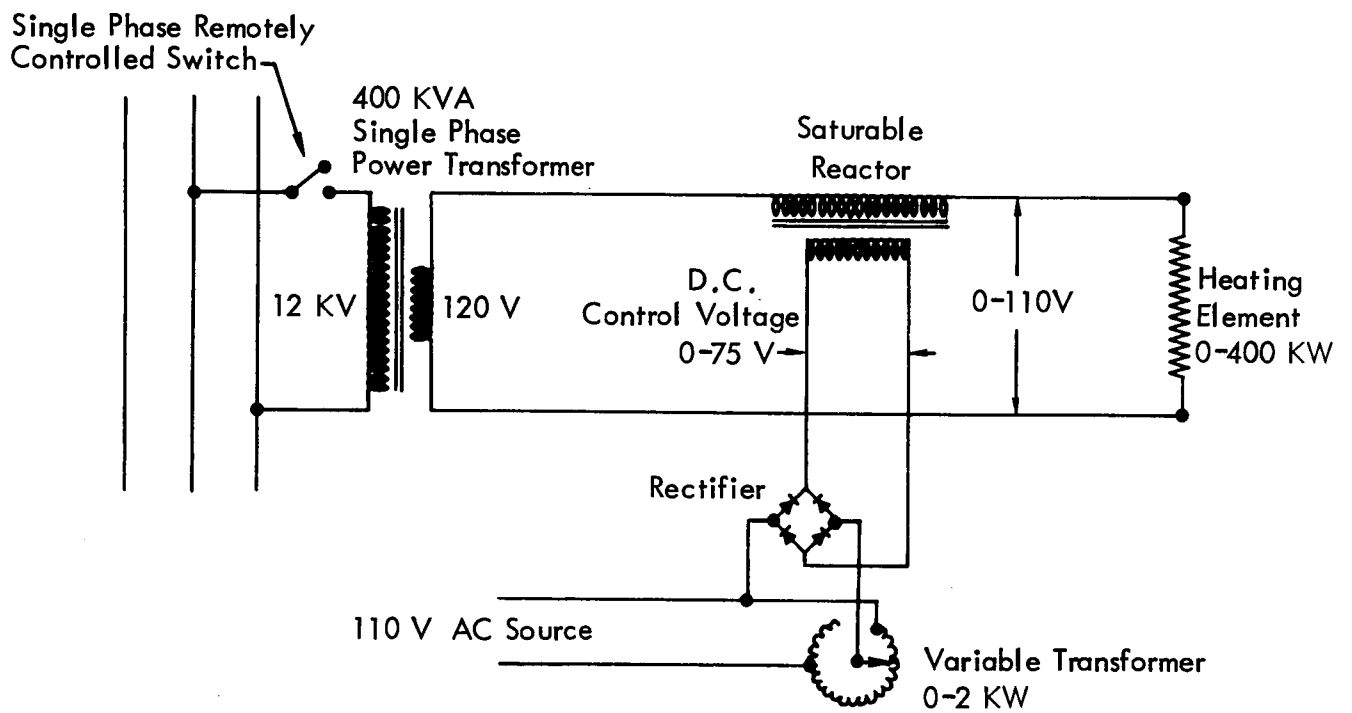 Single Phase Remotely
Controlled Switch
400 KVA
Single Phase
Power Transformer
Saturable
Reactor
12 KV
120 V
D.C.
Control Voltage
0-75 V
0-110V
Heating
Element
0-400 KW
Rectifier
110 V AC Source
Variable Transformer
0-2 KW